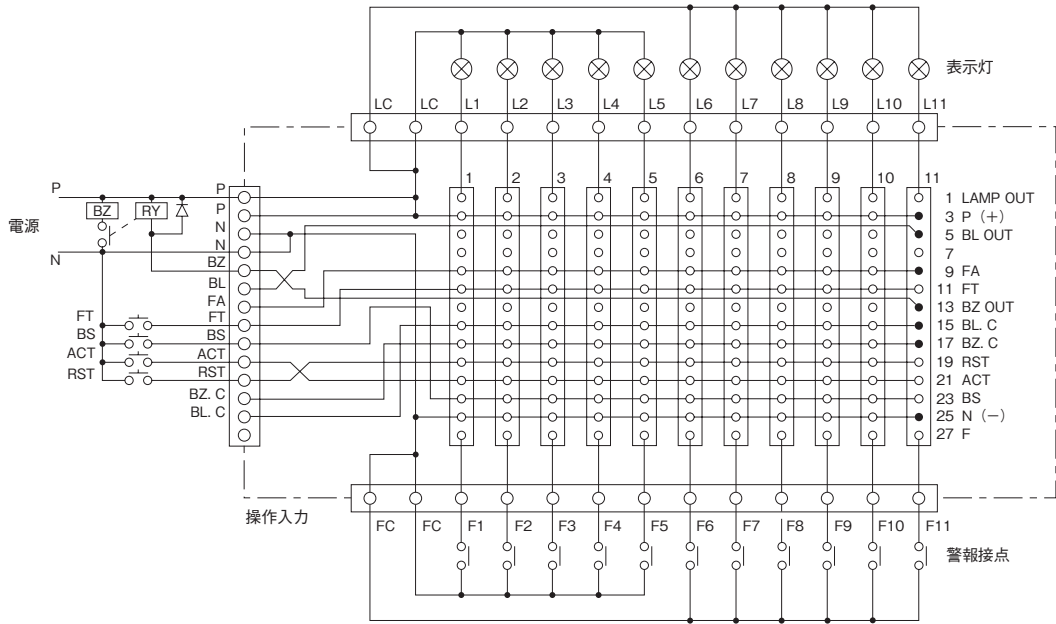 表示灯
LC LC L1 L2 L3 L4 L5 L6 L7 L8 L9 L10 L11
1 2 3 4 5 6 7 8 9 10 11
電源
P
N
BZ RY
FT
BS
ACT
RST
P
P
N
N
BZ
BL
FA
FT
BS
ACT
RST
BZ. C
BL. C
1 LAMP OUT
3 P (+)
5 BL OUT
7
9 FA
11 FT
13 BZ OUT
15 BL. C
17 BZ. C
19 RST
21 ACT
23 BS
25 N (−)
27 F
操作入力
FC FC F1 F2 F3 F4 F5 F6 F7 F8 F9 F10 F11
警報接点